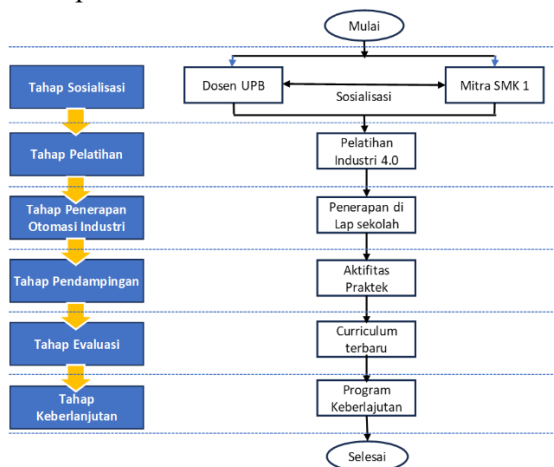 Mulai
Tahap Sosialisasi
Dosen UPB
Sosialisasi
Mitra SMK 1
Tahap Pelatihan
Pelatihan
Industri 4.0
Tahap Penerapan
Otomasi Industri
Penerapan di
Lap sekolah
Tahap Pendampingan
Aktifitas
Praktek
Tahap Evaluasi
Curriculum
terbaru
Tahap
Keberlanjutan
Program
Keberlajutan
Selesai